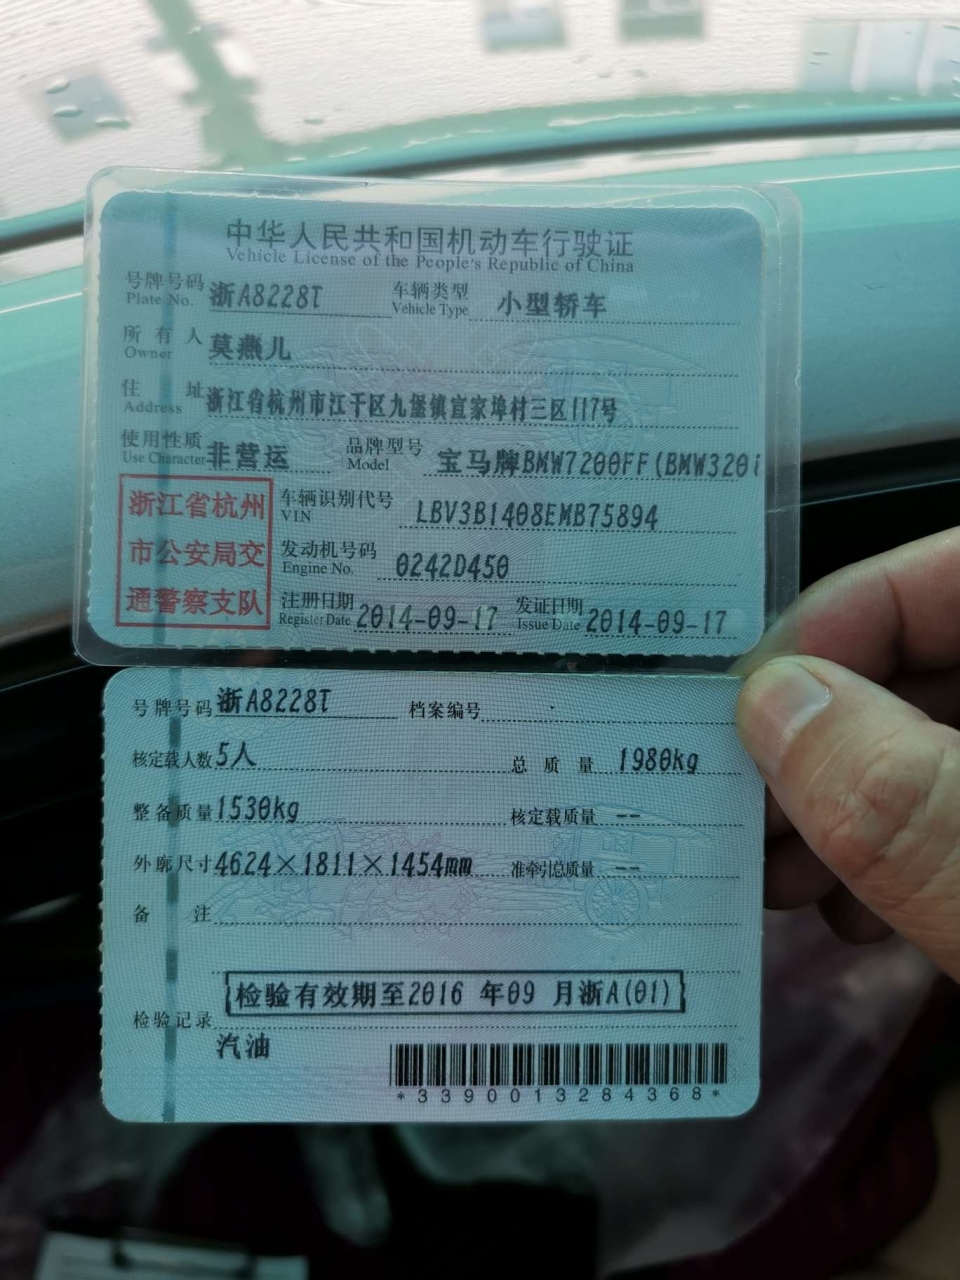 中华人民共和国机动车行驶证
Vehicle License of the People's Republic of China
号牌号码 浙A8228T 车辆类型 小型轿车
Plate No. Vehicle Type
所有人 莫燕儿
Owner
住址 浙江省杭州市江干区九堡镇宣家埠村三区117号
Address
使用性质 非营运 品牌型号 宝马牌BMW7200FF(BMW320i
Use Character Model
浙江省杭州
市公安局交
通警察支队
车辆识别代号 LBV3B1408EMB75894
VIN
发动机号码 0242D450
Engine No.
注册日期 2014-09-17 发证日期 2014-09-17
Register Date Issue Date
号牌号码 浙A8228T 档案编号
核定载人数 5人 总质量 1980kg
整备质量 1530kg 核定载质量 --
外廓尺寸 4624×1811×1454mm 准牵引总质量 --
备注
检验有效期至2016 年09 月浙A(01)
检验记录
汽油
*3390013284368*